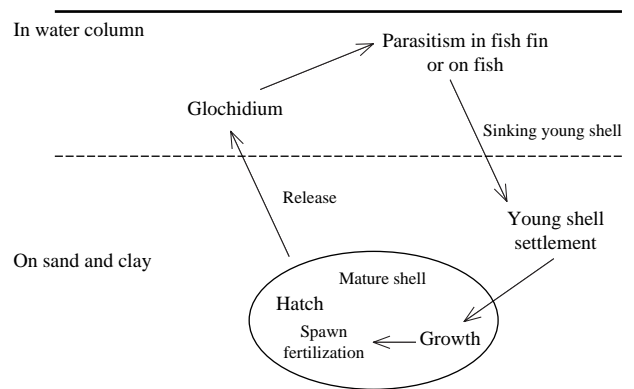 In water column
Parasitism in fish fin
or on fish
Glochidium
Sinking young shell
Release
Young shell
settlement
On sand and clay
Mature shell
Hatch
Spawn
fertilization
Growth